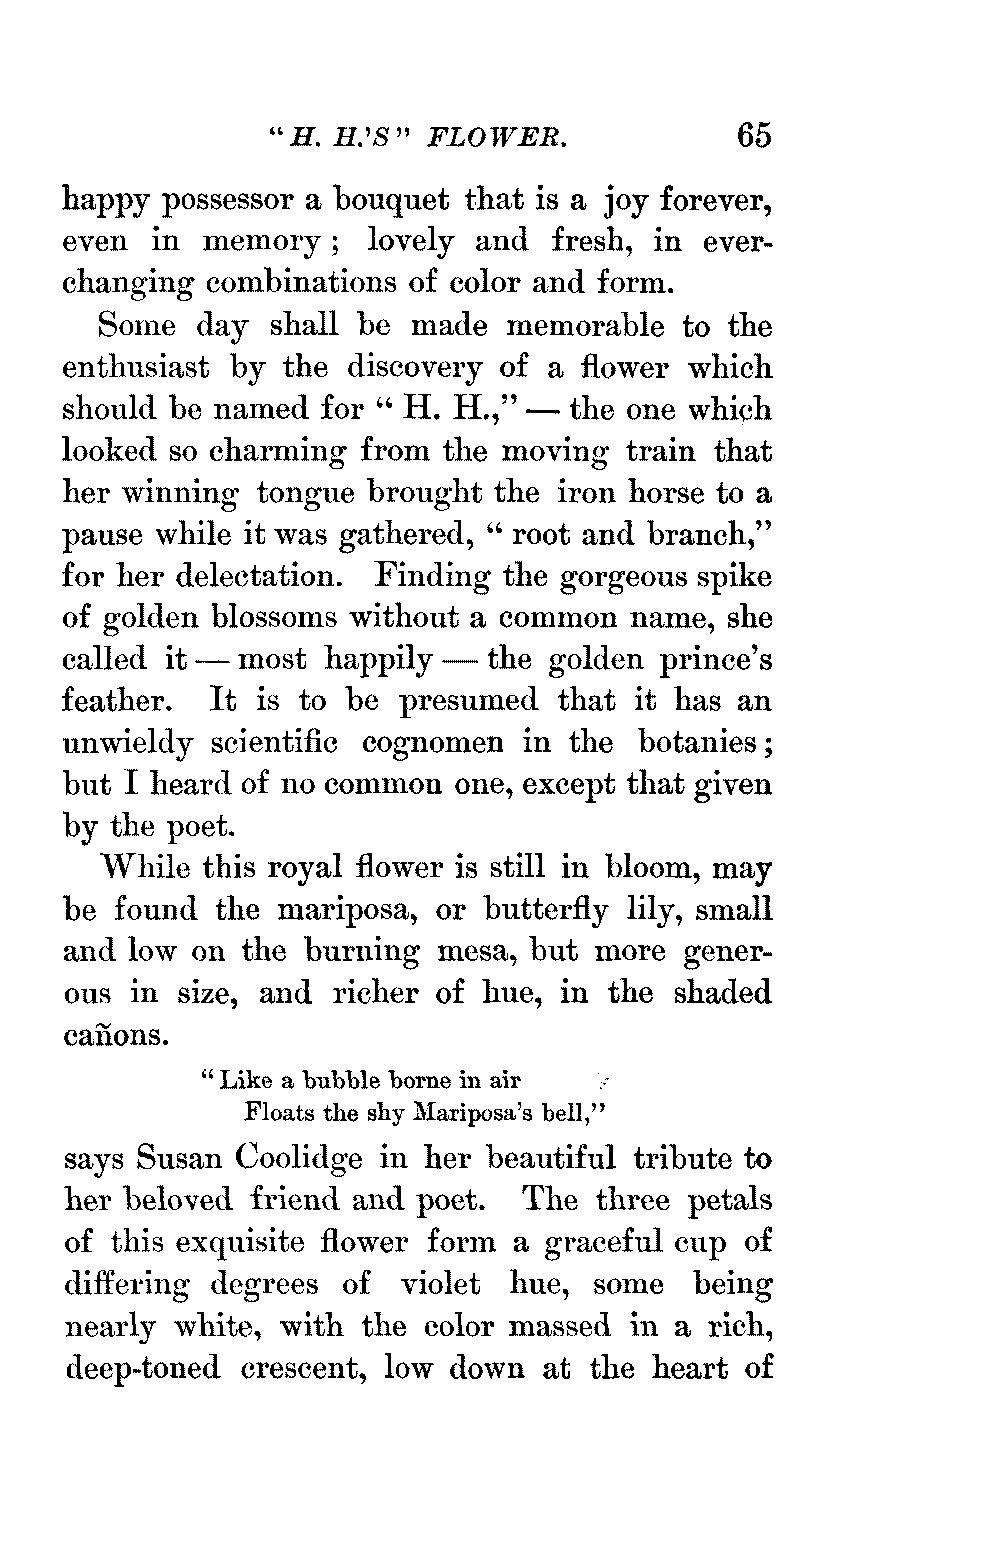 "H. H.'S" FLOWER. 65
happy possessor a bouquet that is a joy forever,
even in memory; lovely and fresh, in ever-
changing combinations of color and form.
Some day shall be made memorable to the
enthusiast by the discovery of a flower which
should be named for "H. H.," — the one which
looked so charming from the moving train that
her winning tongue brought the iron horse to a
pause while it was gathered, "root and branch,"
for her delectation. Finding the gorgeous spike
of golden blossoms without a common name, she
called it — most happily — the golden prince's
feather. It is to be presumed that it has an
unwieldy scientific cognomen in the botanies;
but I heard of no common one, except that given
by the poet.
While this royal flower is still in bloom, may
be found the mariposa, or butterfly lily, small
and low on the burning mesa, but more gener-
ous in size, and richer of hue, in the shaded
cañons.
"Like a bubble borne in air
Floats the shy Mariposa's bell,"
says Susan Coolidge in her beautiful tribute to
her beloved friend and poet. The three petals
of this exquisite flower form a graceful cup of
differing degrees of violet hue, some being
nearly white, with the color massed in a rich,
deep-toned crescent, low down at the heart of